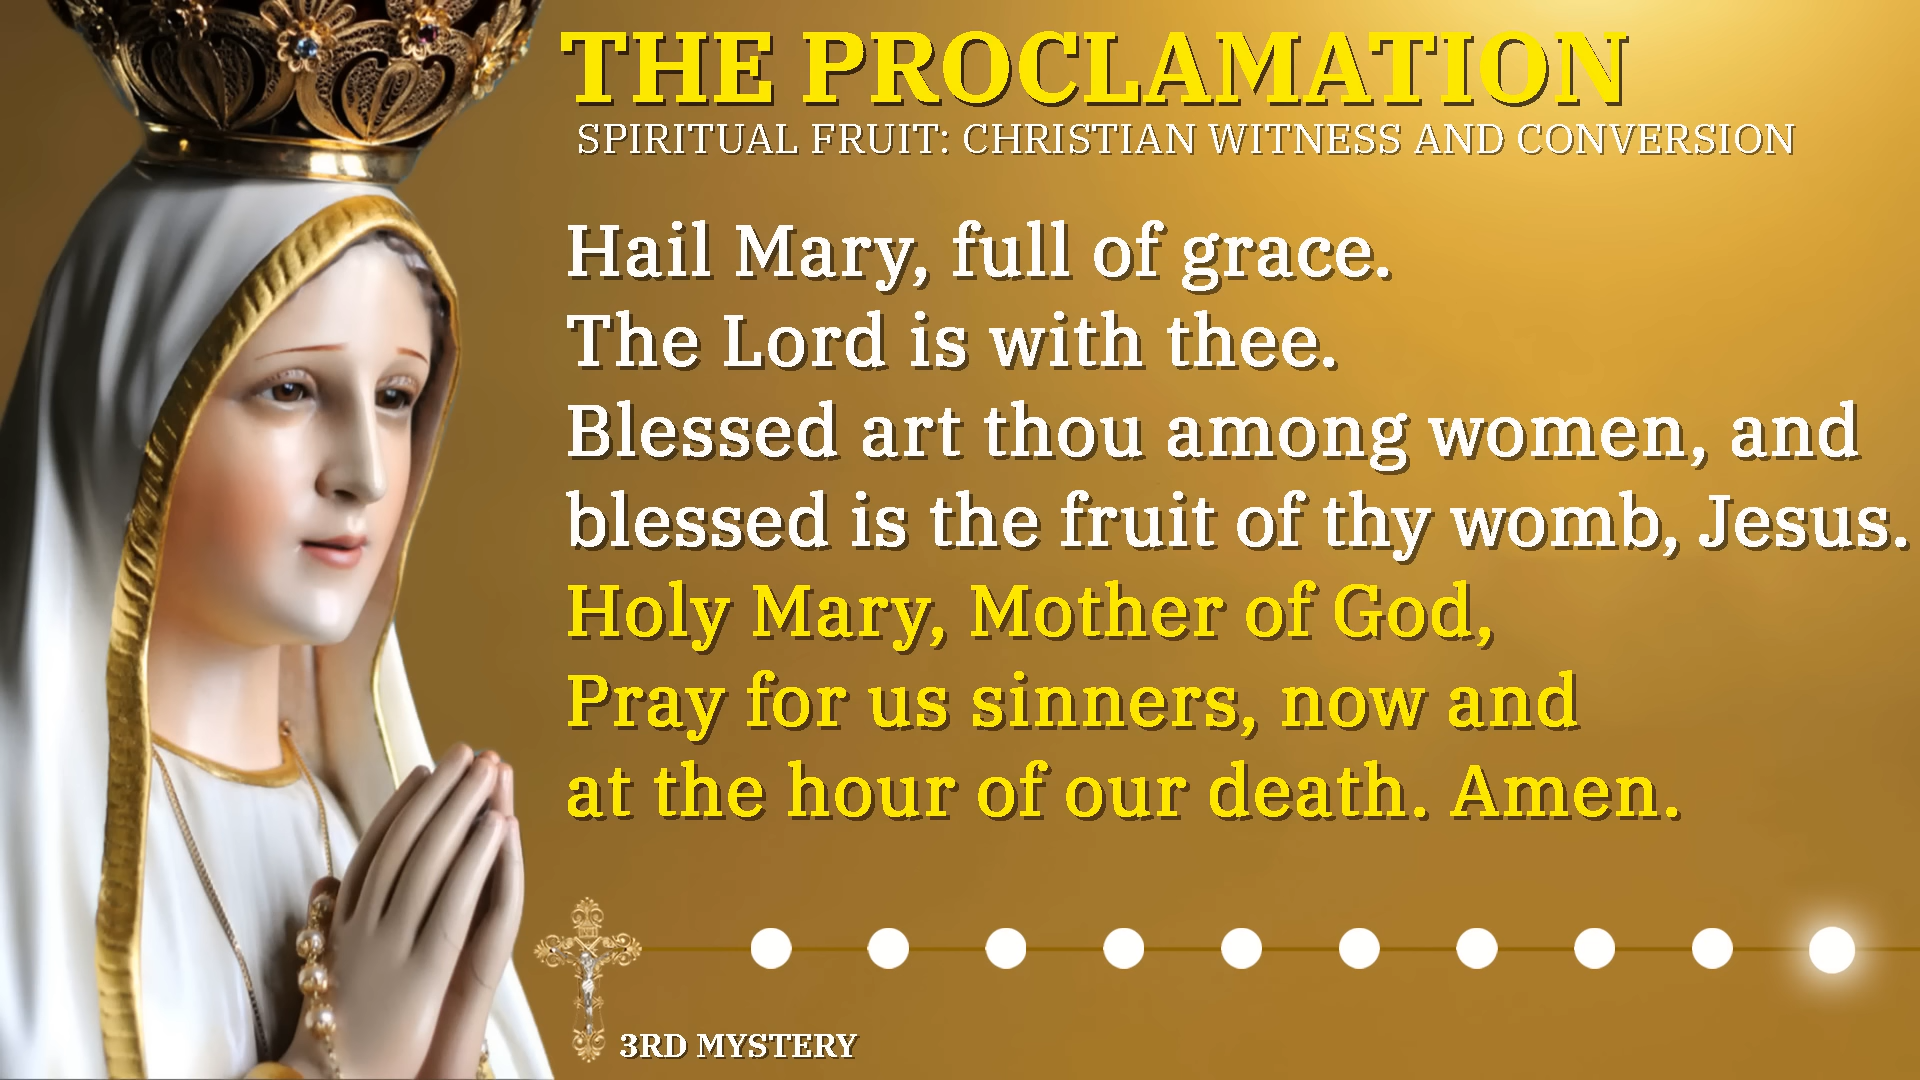 THE PROCLAMATION
SPIRITUAL FRUIT: CHRISTIAN WITNESS AND CONVERSION
Hail Mary, full of grace.
The Lord is with thee.
Blessed art thou among women, and
blessed is the fruit of thy womb, Jesus.
Holy Mary, Mother of God,
Pray for us sinners, now and
at the hour of our death. Amen.
3RD MYSTERY